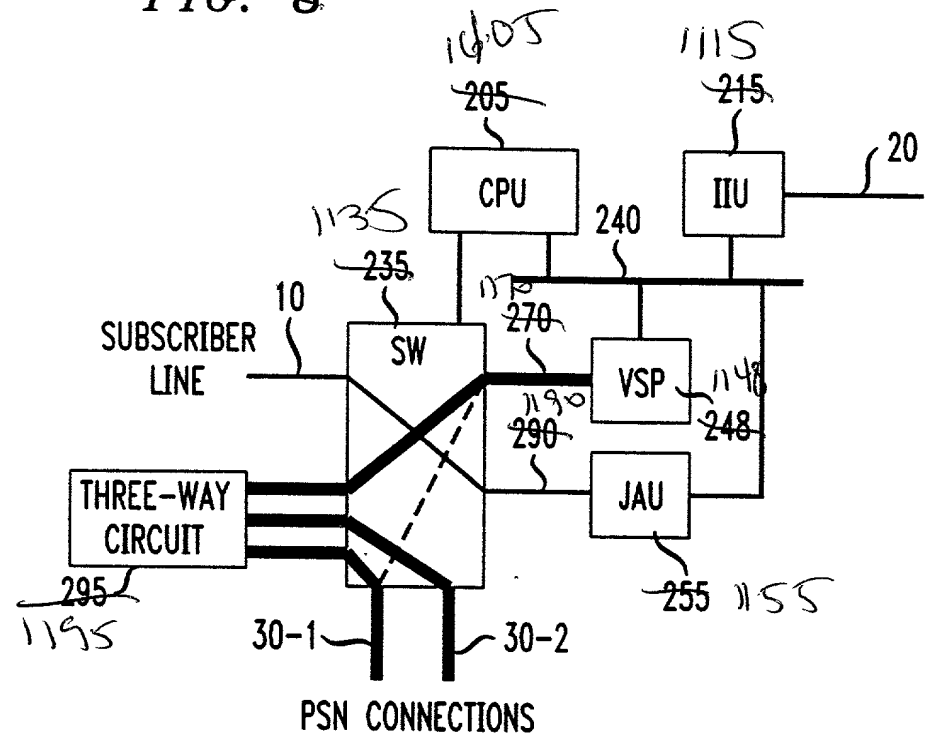 FIG. 8
1115
205
215
20
CPU
IIU
1135
240
235
1170
10
270
SUBSCRIBER
LINE
SW
VSP
1148
1190
248
290
THREE-WAY
CIRCUIT
JAU
295
255 1155
1195
30-1
30-2
PSN CONNECTIONS